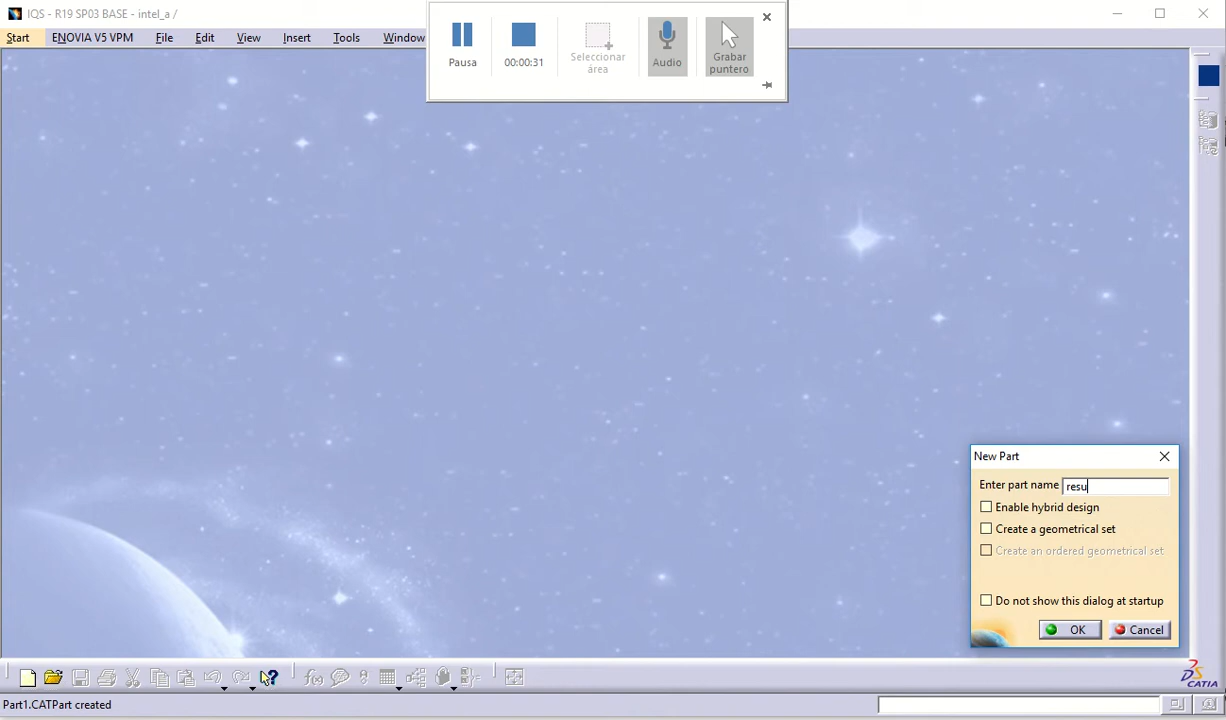 IQS - R19 SP03 BASE - intel_a /
Start ENOVIA V5 VPM File Edit View Insert Tools Window
Pausa
00:00:31
Seleccionar
área
Audio
Grabar
puntero
New Part
Enter part name resu
Enable hybrid design
Create a geometrical set
Create an ordered geometrical set
Do not show this dialog at startup
OK Cancel
CATIA
Part1.CATPart created